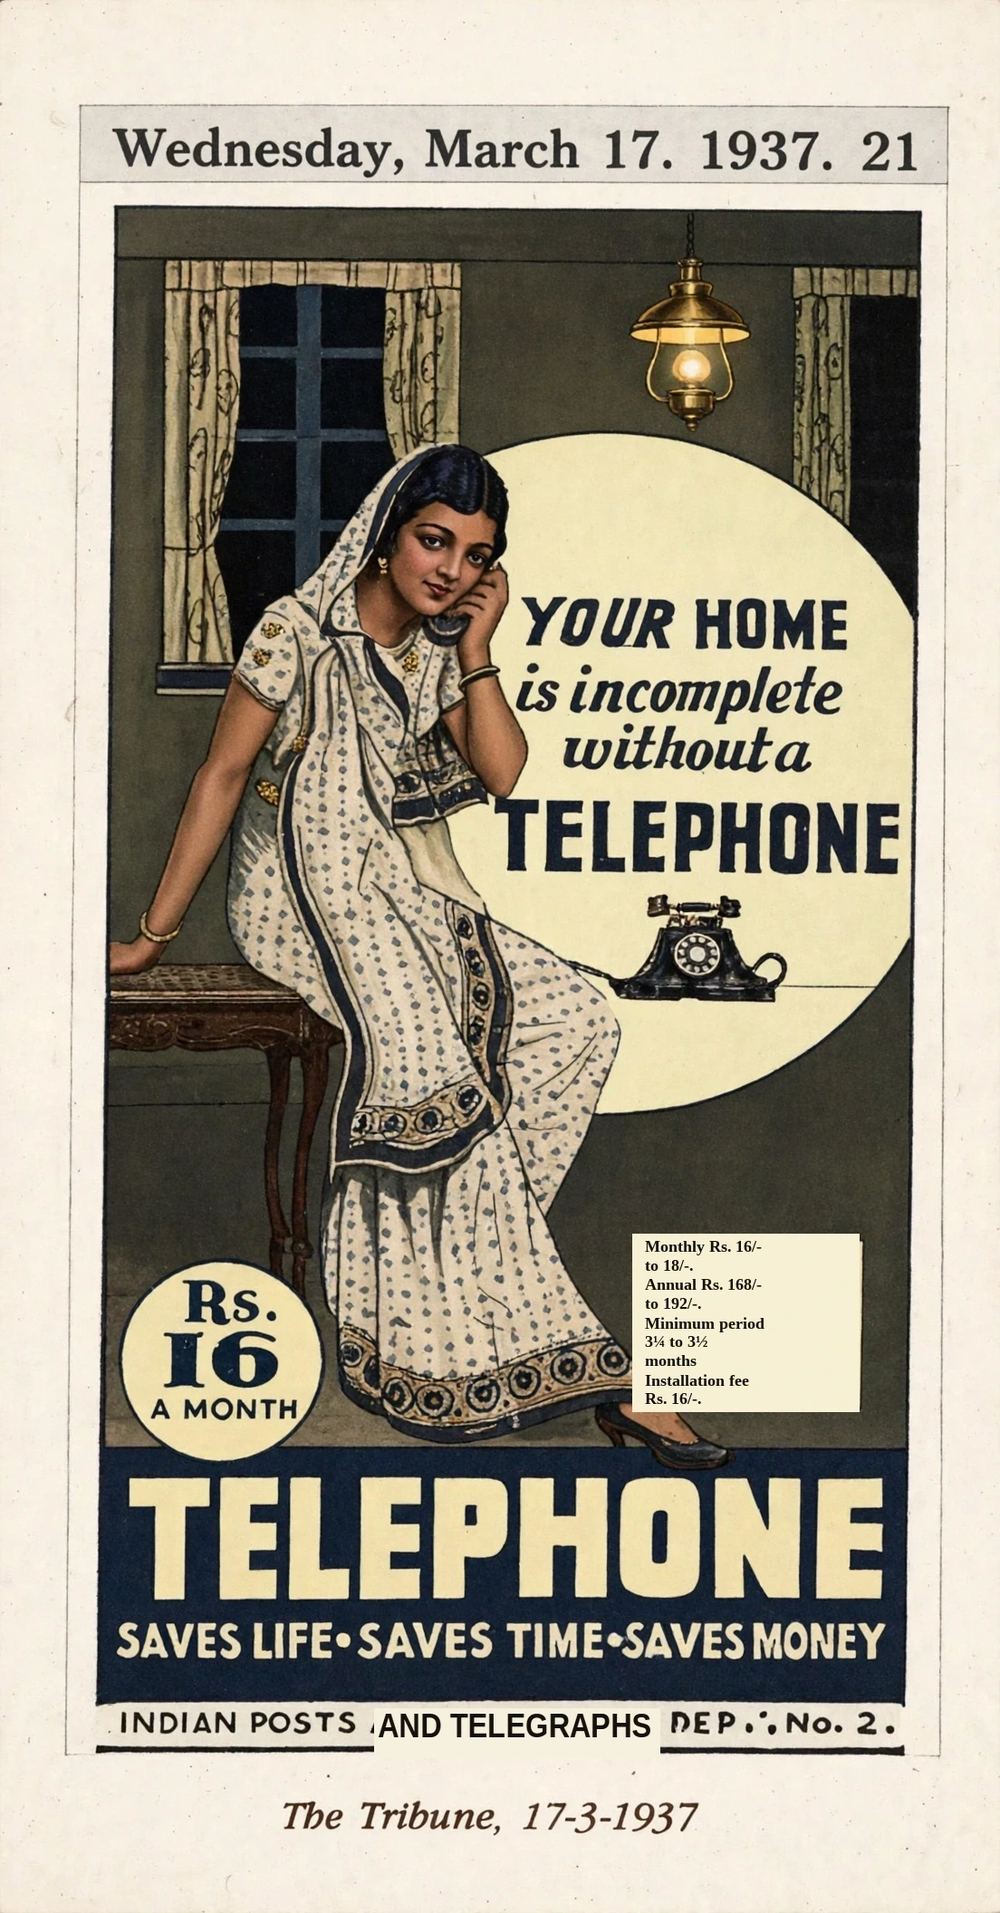 Wednesday, March 17. 1937. 21
YOUR HOME
is incomplete
without a
TELEPHONE
Monthly Rs. 16/-
to 18/-.
Annual Rs. 168/-
to 192/-.
Minimum period
3¼ to 3½
months
Installation fee
Rs. 16/-.
Rs.
16
A MONTH
TELEPHONE
SAVES LIFE•SAVES TIME•SAVES MONEY
INDIAN POSTS AND TELEGRAPHS DEP.∴ No. 2.
The Tribune, 17-3-1937